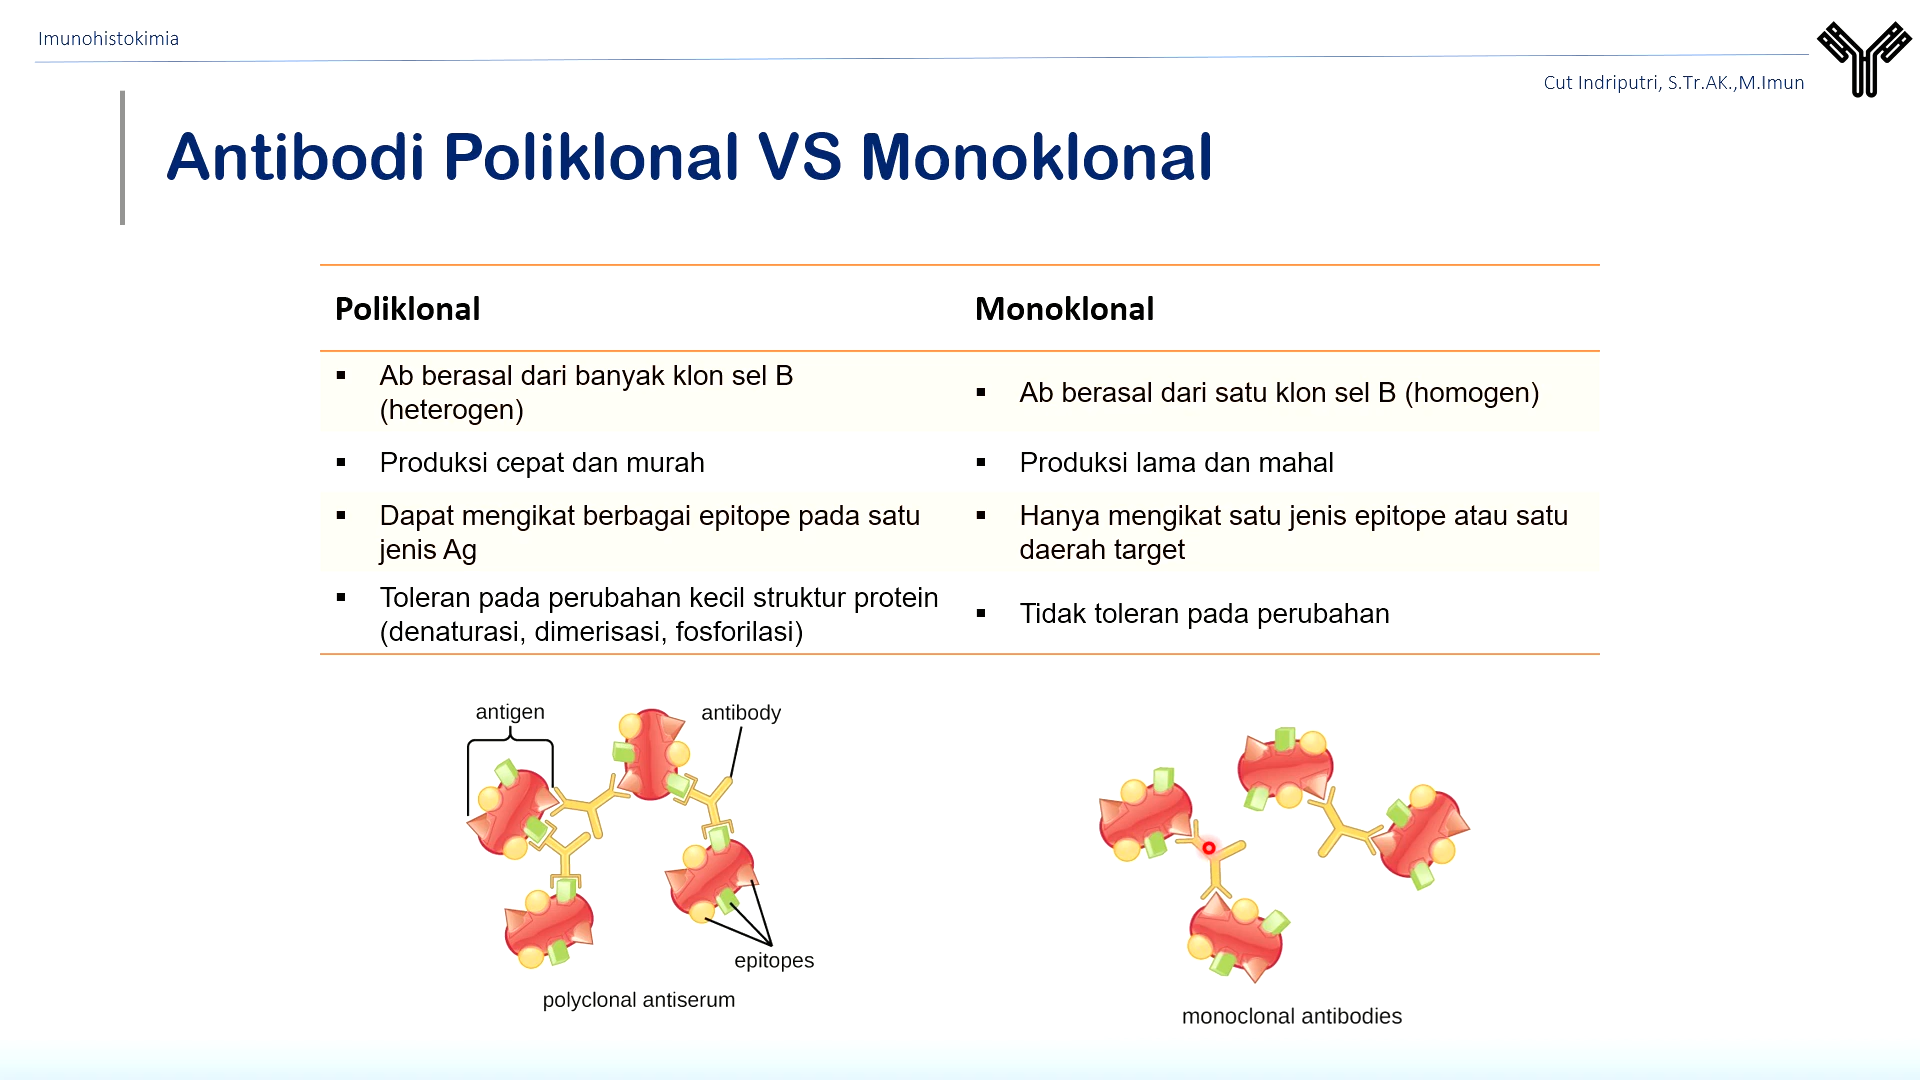 Imunohistokimia
Cut Indriputri, S.Tr.AK.,M.Imun
Antibodi Poliklonal VS Monoklonal
Poliklonal
Monoklonal
Ab berasal dari banyak klon sel B
(heterogen)
Ab berasal dari satu klon sel B (homogen)
Produksi cepat dan murah
Produksi lama dan mahal
Dapat mengikat berbagai epitope pada satu
jenis Ag
Hanya mengikat satu jenis epitope atau satu
daerah target
Toleran pada perubahan kecil struktur protein
(denaturasi, dimerisasi, fosforilasi)
Tidak toleran pada perubahan
antigen
antibody
epitopes
polyclonal antiserum
monoclonal antibodies